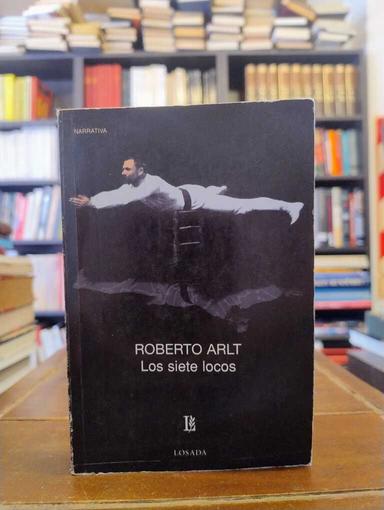 NARRATIVA
ROBERTO ARLT
Los siete locos
LOSADA